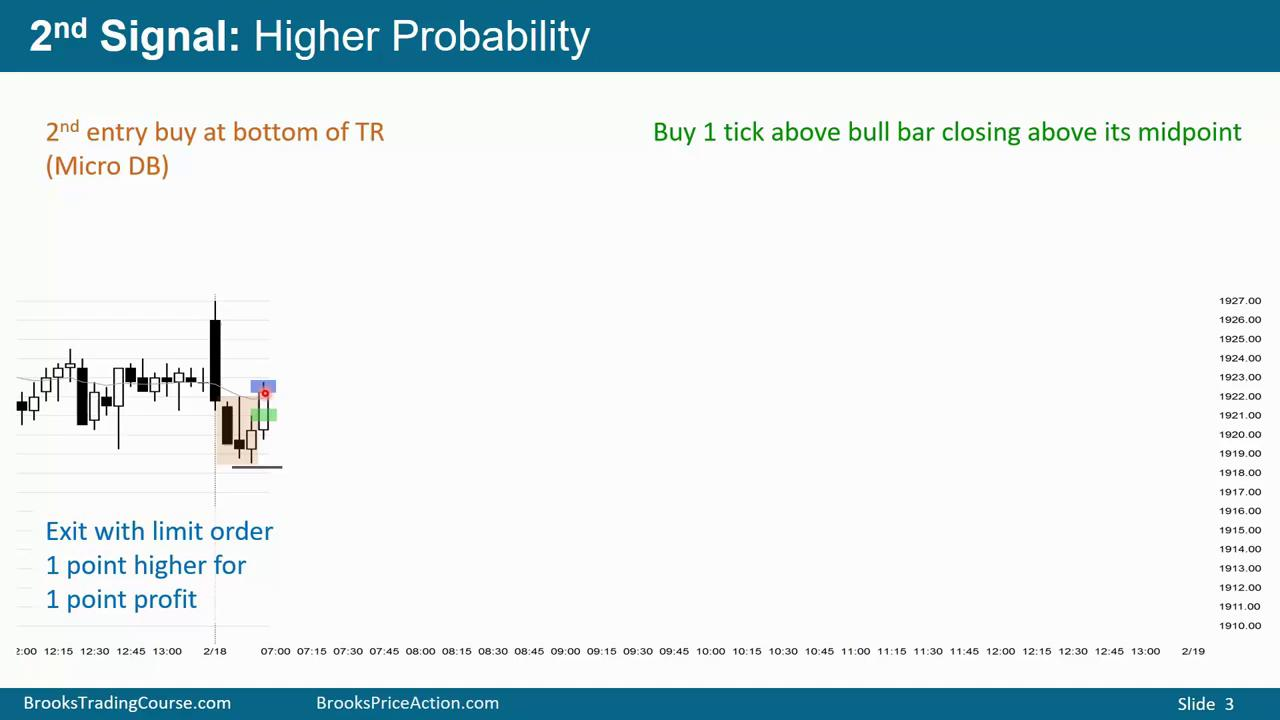 2nd Signal: Higher Probability
2nd entry buy at bottom of TR
(Micro DB)
Buy 1 tick above bull bar closing above its midpoint
1927.00
1926.00
1925.00
1924.00
1923.00
1922.00
1921.00
1920.00
1919.00
1918.00
1917.00
1916.00
1915.00
1914.00
1913.00
1912.00
1911.00
1910.00
Exit with limit order
1 point higher for
1 point profit
2:00 12:15 12:30 12:45 13:00 2/18 07:00 07:15 07:30 07:45 08:00 08:15 08:30 08:45 09:00 09:15 09:30 09:45 10:00 10:15 10:30 10:45 11:00 11:15 11:30 11:45 12:00 12:15 12:30 12:45 13:00 2/19
BrooksTradingCourse.com
BrooksPriceAction.com
Slide 3